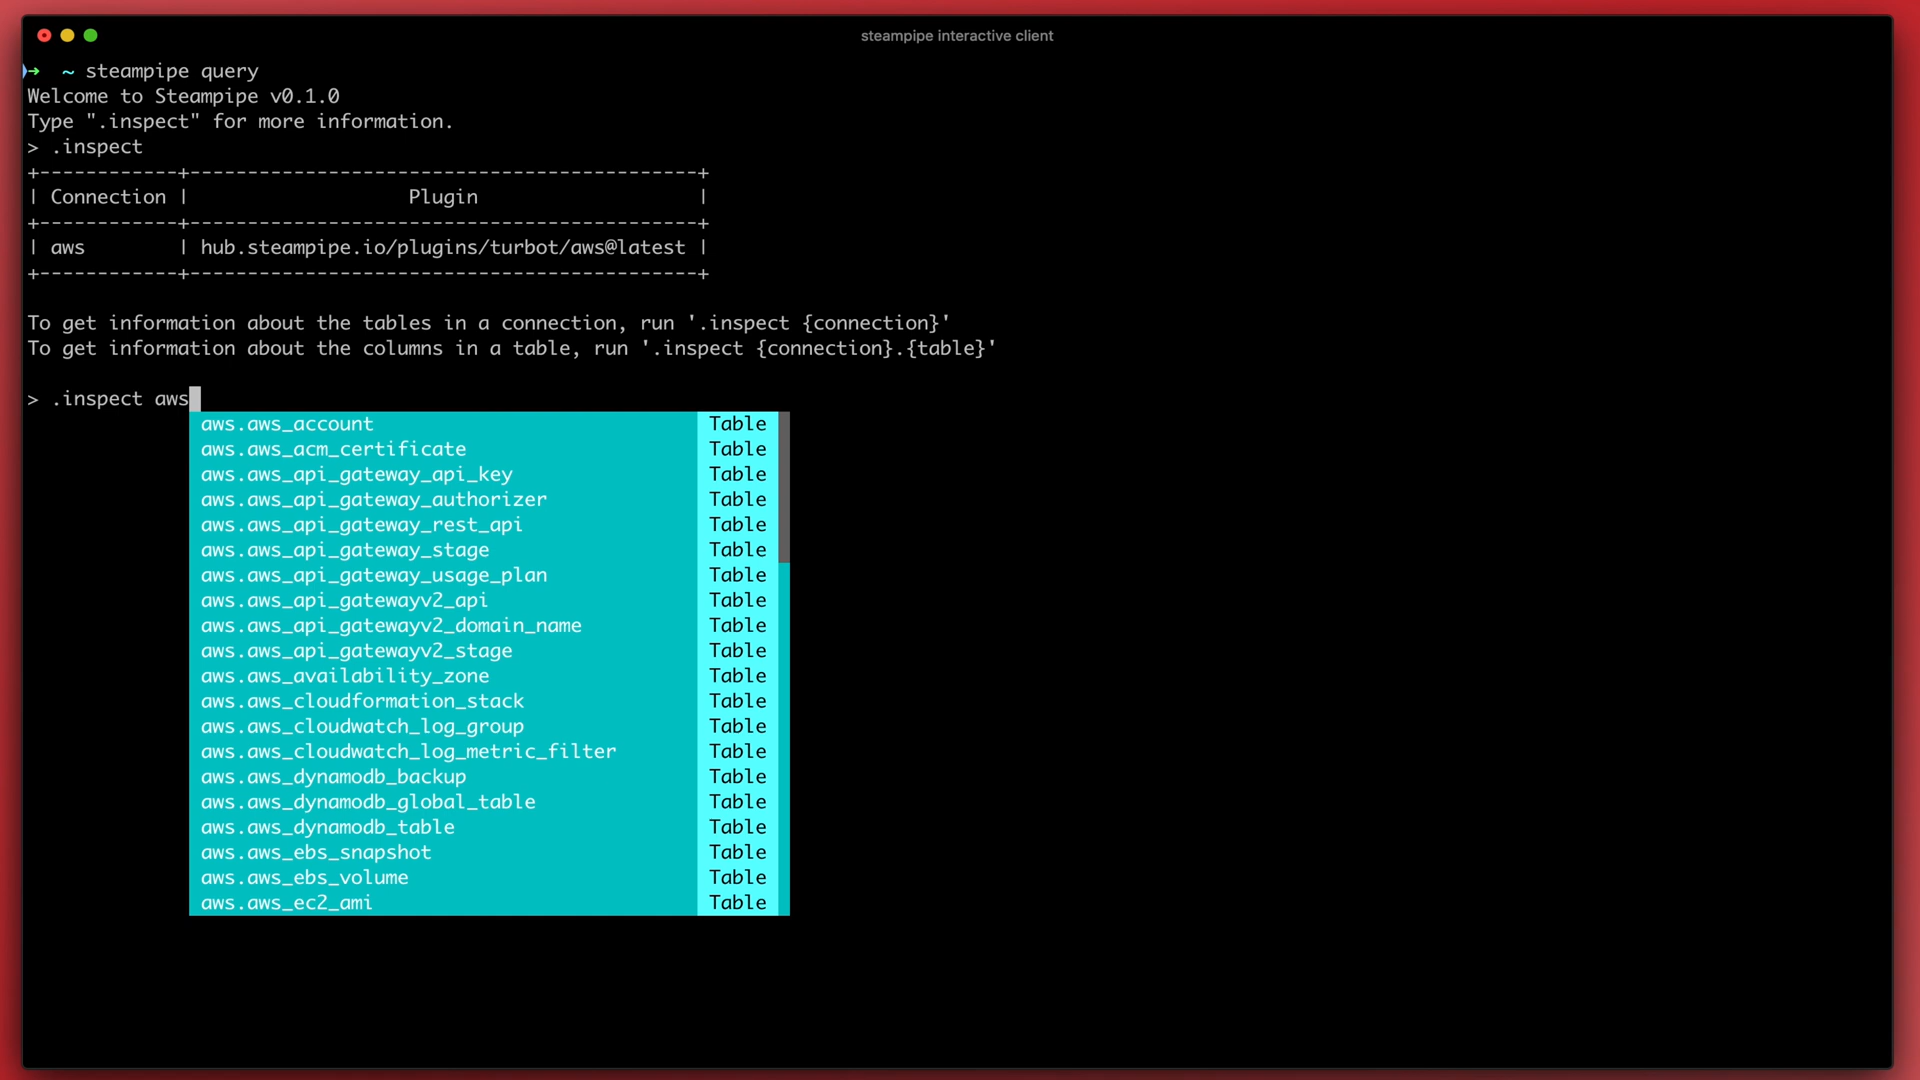 steampipe interactive client
➜ ~ steampipe query
Welcome to Steampipe v0.1.0
Type ".inspect" for more information.
> .inspect
+------------+--------------------------------------------+
| Connection | Plugin |
+------------+--------------------------------------------+
| aws | hub.steampipe.io/plugins/turbot/aws@latest |
+------------+--------------------------------------------+
To get information about the tables in a connection, run '.inspect {connection}'
To get information about the columns in a table, run '.inspect {connection}.{table}'
> .inspect aws
aws.aws_account Table
aws.aws_acm_certificate Table
aws.aws_api_gateway_api_key Table
aws.aws_api_gateway_authorizer Table
aws.aws_api_gateway_rest_api Table
aws.aws_api_gateway_stage Table
aws.aws_api_gateway_usage_plan Table
aws.aws_api_gatewayv2_api Table
aws.aws_api_gatewayv2_domain_name Table
aws.aws_api_gatewayv2_stage Table
aws.aws_availability_zone Table
aws.aws_cloudformation_stack Table
aws.aws_cloudwatch_log_group Table
aws.aws_cloudwatch_log_metric_filter Table
aws.aws_dynamodb_backup Table
aws.aws_dynamodb_global_table Table
aws.aws_dynamodb_table Table
aws.aws_ebs_snapshot Table
aws.aws_ebs_volume Table
aws.aws_ec2_ami Table